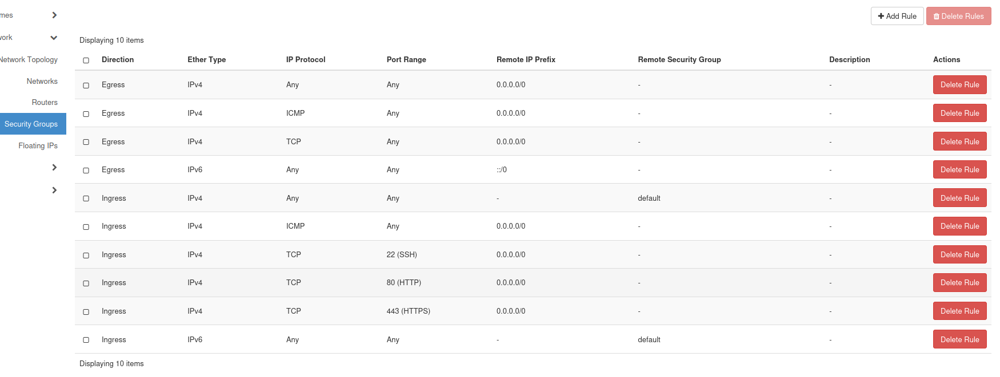 mes
work
Network Topology
Networks
Routers
Security Groups
Floating IPs
Add Rule Delete Rules
Displaying 10 items
Direction Ether Type IP Protocol Port Range Remote IP Prefix Remote Security Group Description Actions
Egress IPv4 Any Any 0.0.0.0/0 - - Delete Rule
Egress IPv4 ICMP Any 0.0.0.0/0 - - Delete Rule
Egress IPv4 TCP Any 0.0.0.0/0 - - Delete Rule
Egress IPv6 Any Any ::/0 - - Delete Rule
Ingress IPv4 Any Any - default - Delete Rule
Ingress IPv4 ICMP Any 0.0.0.0/0 - - Delete Rule
Ingress IPv4 TCP 22 (SSH) 0.0.0.0/0 - - Delete Rule
Ingress IPv4 TCP 80 (HTTP) 0.0.0.0/0 - - Delete Rule
Ingress IPv4 TCP 443 (HTTPS) 0.0.0.0/0 - - Delete Rule
Ingress IPv6 Any Any - default - Delete Rule
Displaying 10 items